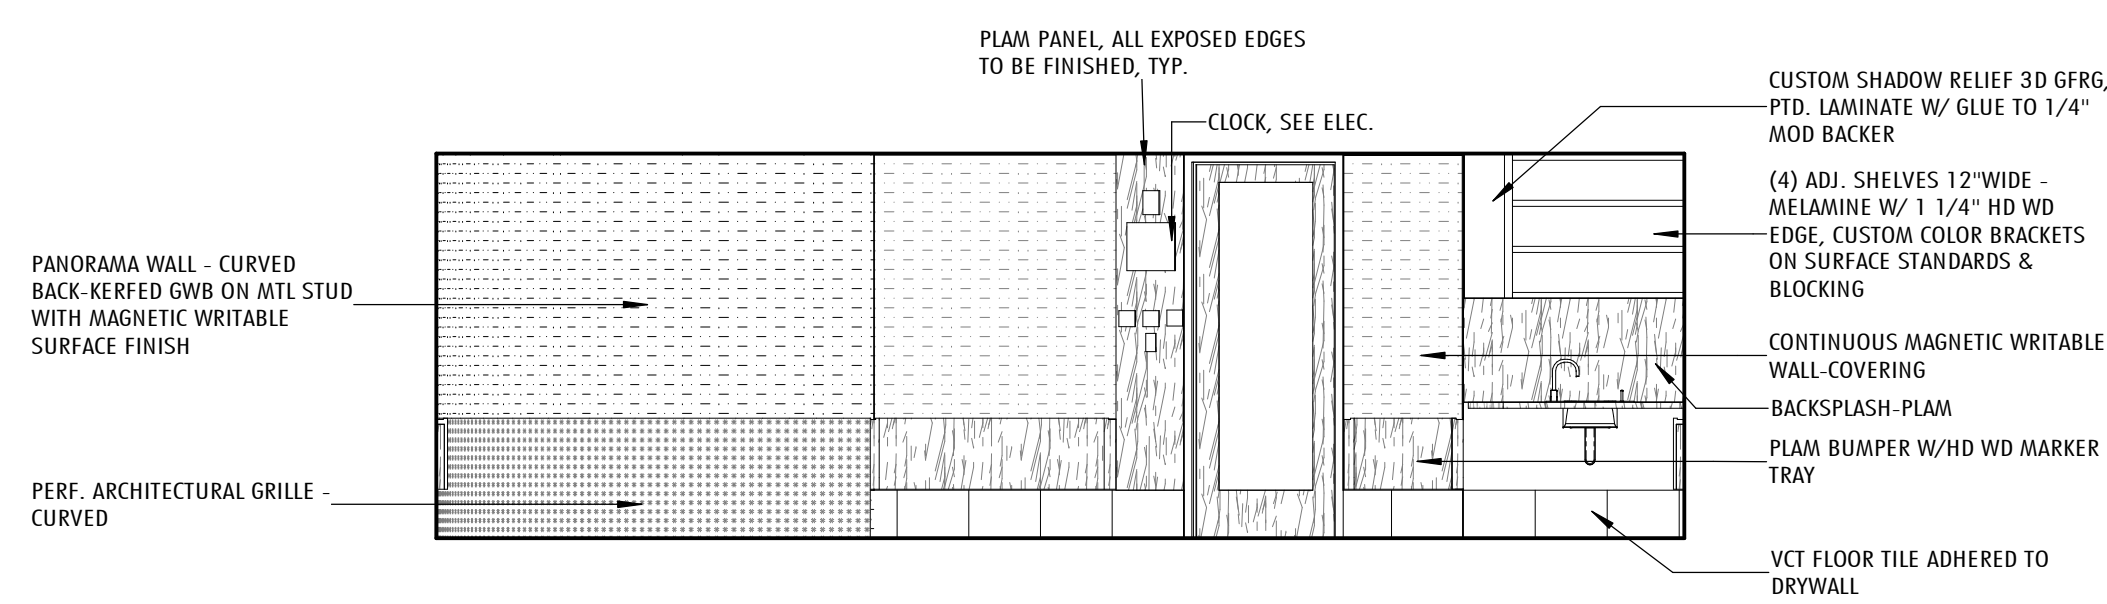 PLAM PANEL, ALL EXPOSED EDGES
TO BE FINISHED, TYP.
CLOCK, SEE ELEC.
CUSTOM SHADOW RELIEF 3D GFRG,
PTD. LAMINATE W/ GLUE TO 1/4"
MOD BACKER
(4) ADJ. SHELVES 12"WIDE -
MELAMINE W/ 1 1/4" HD WD
EDGE, CUSTOM COLOR BRACKETS
ON SURFACE STANDARDS &
BLOCKING
PANORAMA WALL - CURVED
BACK-KERFED GWB ON MTL STUD
WITH MAGNETIC WRITABLE
SURFACE FINISH
CONTINUOUS MAGNETIC WRITABLE
WALL-COVERING
BACKSPLASH-PLAM
PLAM BUMPER W/HD WD MARKER
TRAY
PERF. ARCHITECTURAL GRILLE -
CURVED
VCT FLOOR TILE ADHERED TO
DRYWALL